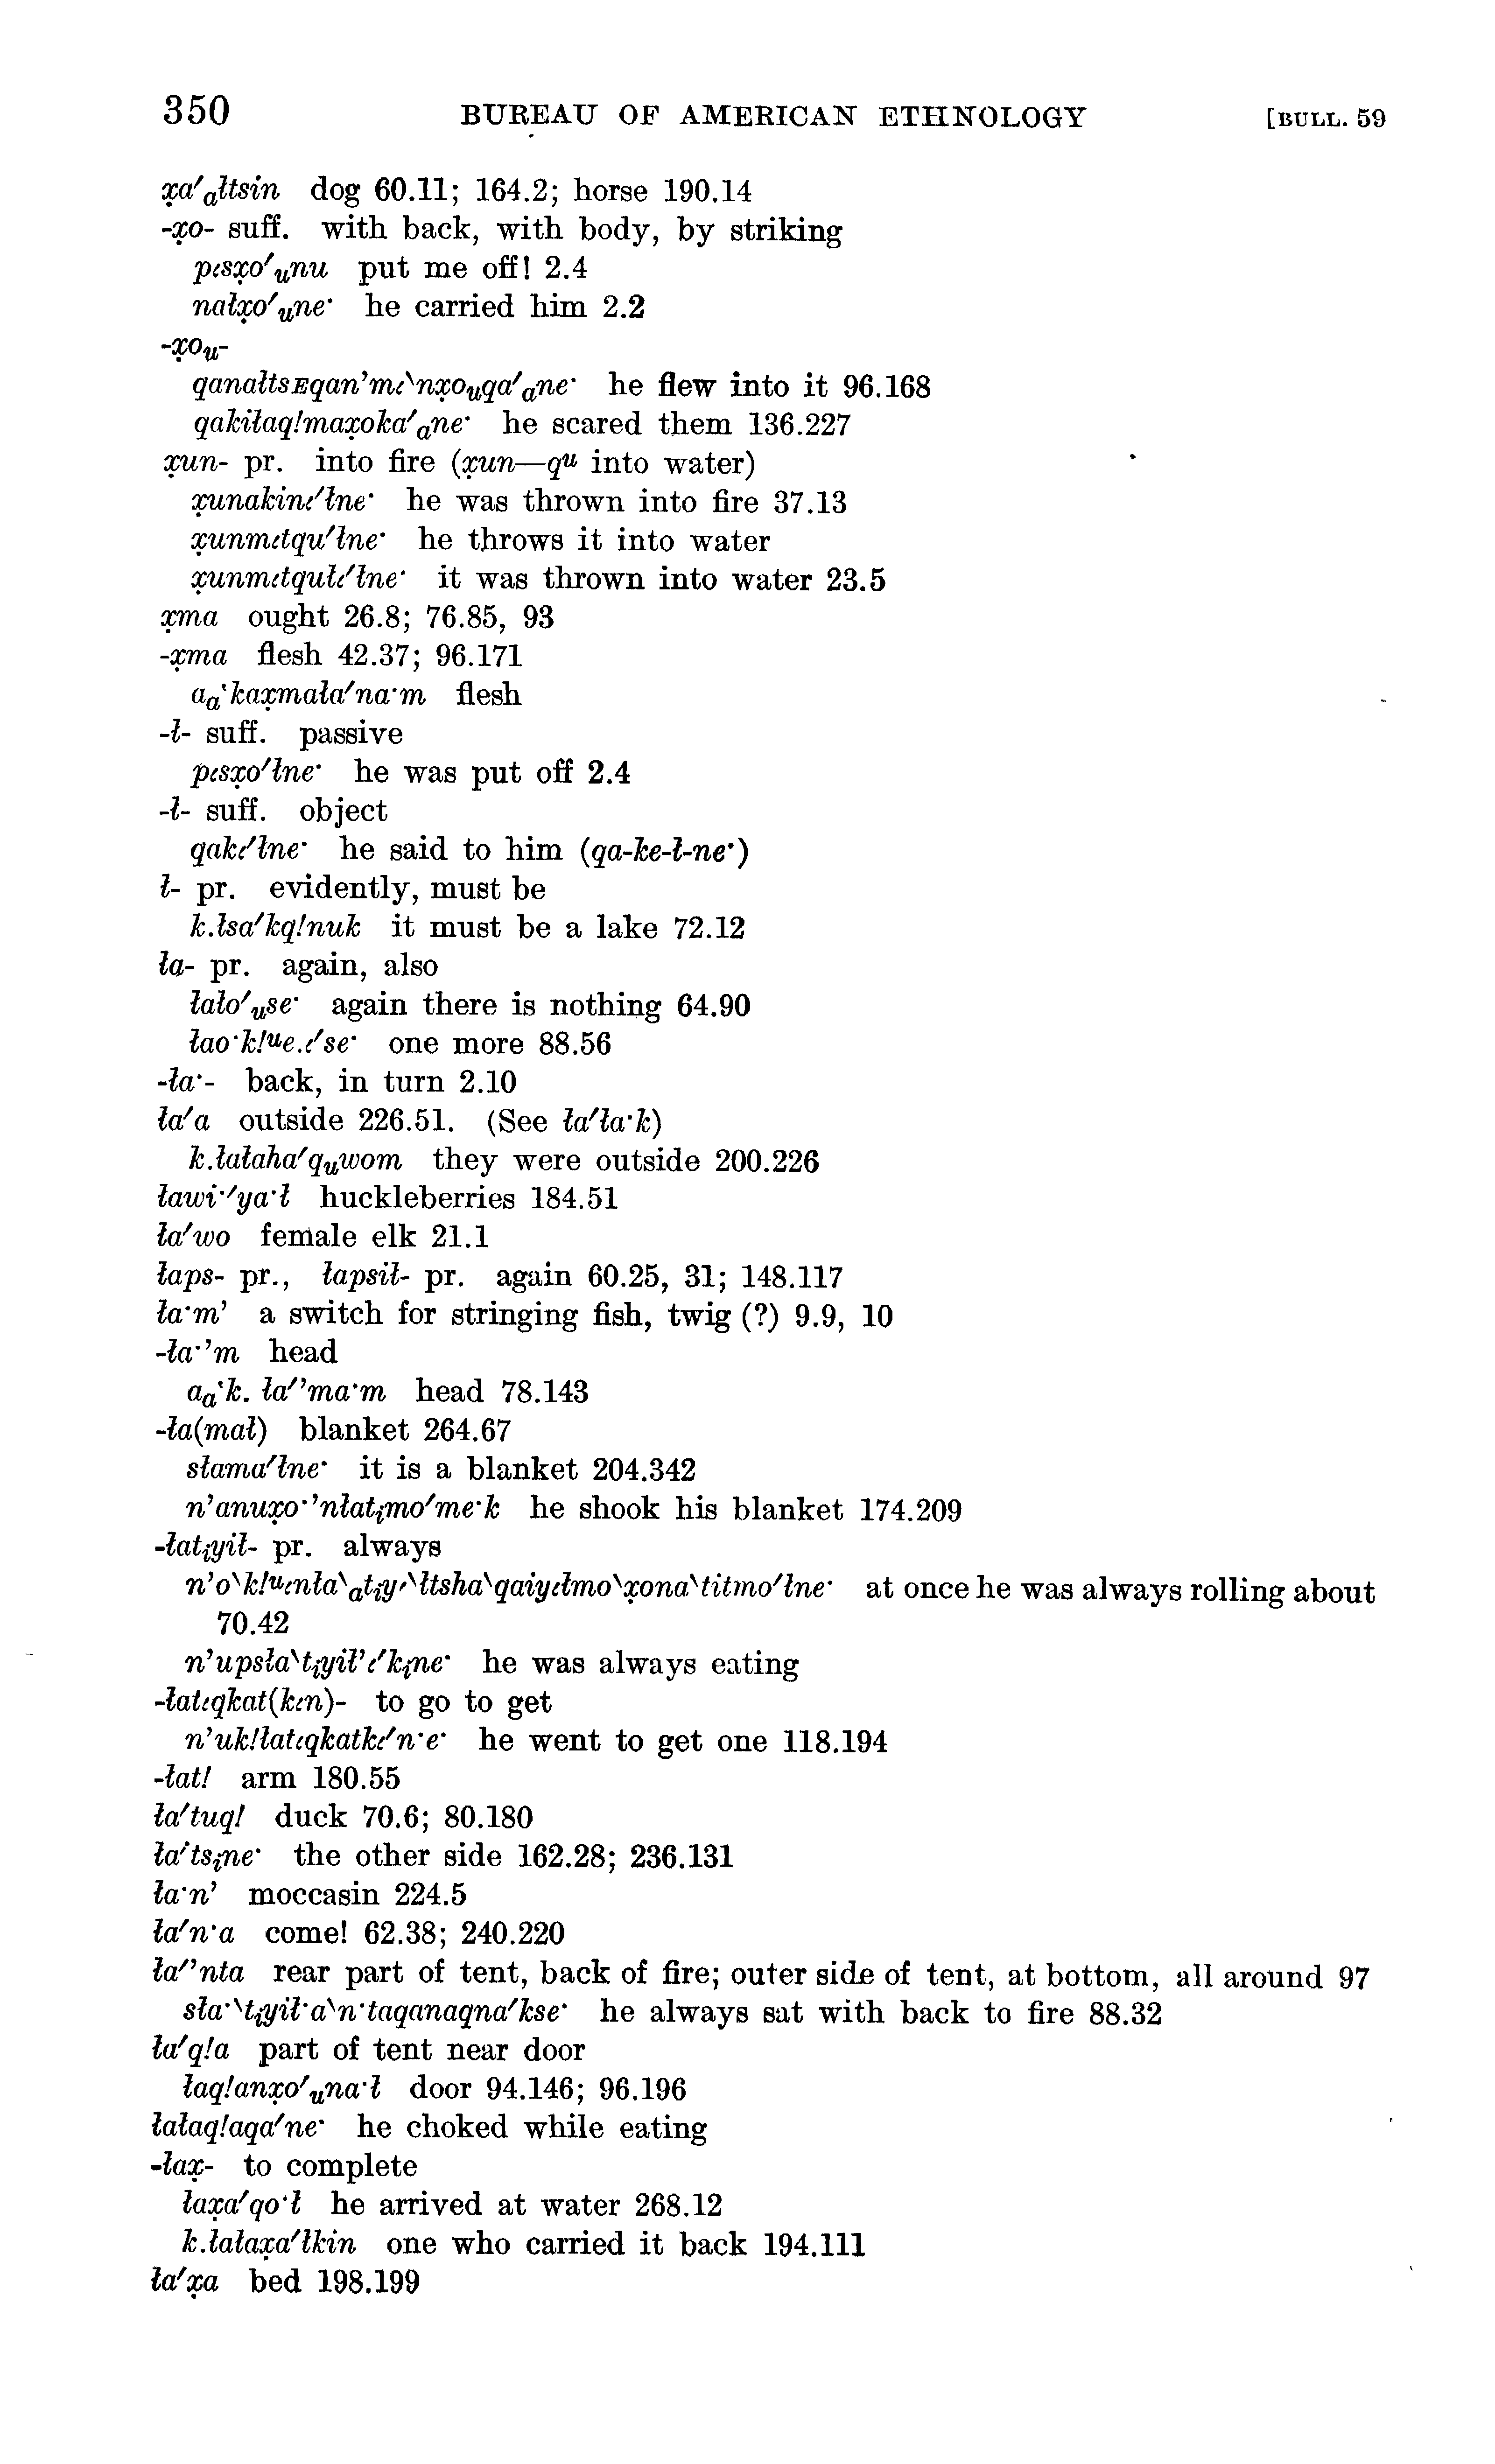 350 BUREAU OF AMERICAN ETHNOLOGY [BULL. 59
x̣a′ₐłtsin dog 60.11; 164.2; horse 190.14
-x̣o- suff. with back, with body, by striking
pɩsx̣o′ᵤnu put me off! 2.4
nałx̣o′ᵤne· he carried him 2.2
-x̣oᵤ-
qanałtsᴇqan’mɩ‵nx̣oᵤqa′ₐne· he flew into it 96.168
qakiłaq!max̣oka′ₐne· he scared them 136.227
x̣un- pr. into fire (x̣un—qᵘ into water)
x̣unakinɩ′łne· he was thrown into fire 37.13
x̣unmɩtqu′łne· he throws it into water
x̣unmɩtqulɩ′łne· it was thrown into water 23.5
x̣ma ought 26.8; 76.85, 93
-x̣ma flesh 42.37; 96.171
aₐ‛kax̣mała′na·m flesh
-ł- suff. passive
pɩsx̣o′łne· he was put off 2.4
-ł- suff. object
qakɩ′łne· he said to him (qa-ke-ł-ne·)
ł- pr. evidently, must be
k.łsa′kq!nuk it must be a lake 72.12
ła- pr. again, also
łalo′ᵤse· again there is nothing 64.90
łao·k!ᵘe.ɩ′se· one more 88.56
-ła·- back, in turn 2.10
ła′a outside 226.51. (See ła′ła·k)
k.łałaha′qᵤwom they were outside 200.226
ławi·′ya·ł huckleberries 184.51
ła′wo female elk 21.1
łaps- pr., łapsił- pr. again 60.25, 31; 148.117
ła·m’ a switch for stringing fish, twig (?) 9.9, 10
-ła·’m head
aₐ‛k. ła′’ma·m head 78.143
-ła(mał) blanket 264.67
słama′łne· it is a blanket 204.342
n’anux̣o·’nłatᵢmo′me·k he shook his blanket 174.209
-łatᵢyił- pr. always
n’o‵k!ᵘɩnła‵ₐtᵢyɩ‵łtsha‵qaiyɩłmo‵x̣ona‵titmo′łne· at once he was always rolling about
70.42
n’upsła‵tᵢyił’ɩ′kᵢne· he was always eating
-łatɩqkat(kɩn)- to go to get
n’uk!łatɩqkatkɩ′n·e· he went to get one 118.194
-łat! arm 180.55
ła′tuq! duck 70.6; 80.180
ła′tsᵢne· the other side 162.28; 236.131
ła·n’ moccasin 224.5
ła′n·a come! 62.38; 240.220
ła′’nta rear part of tent, back of fire; outer side of tent, at bottom, all around 97
sła·‵tᵢyił·a‵n·taqanaqna′kse· he always sat with back to fire 88.32
ła′q!a part of tent near door
łaq!anx̣o′ᵤna·ł door 94.146; 96.196
łałaq!aqa′ne· he choked while eating
-łax̣- to complete
łax̣a′qo·ł he arrived at water 268.12
k.łałax̣a′łkin one who carried it back 194.111
ła′x̣a bed 198.199